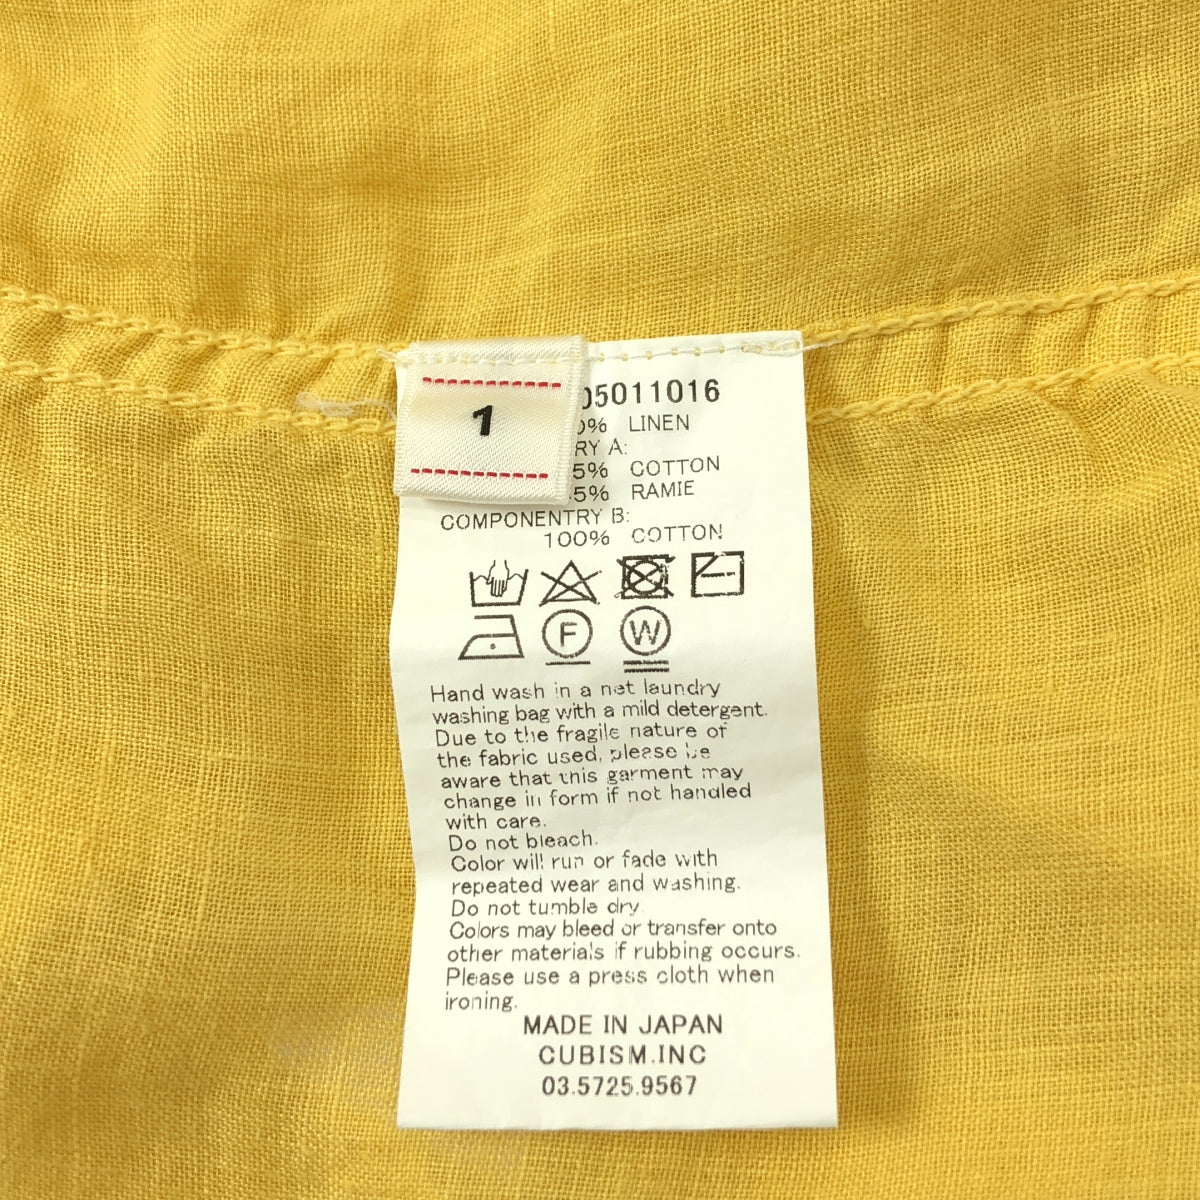 1
05011016
0% LINEN
RY A:
5% COTTON
5% RAMIE
COMPONENTRY B:
100% COTTON
F
W
Hand wash in a net laundry
washing bag with a mild detergent.
Due to the fragile nature of
the fabric used, please be
aware that this garment may
change in form if not handled
with care.
Do not bleach.
Color will run or fade with
repeated wear and washing.
Do not tumble dry.
Colors may bleed or transfer onto
other materials if rubbing occurs.
Please use a press cloth when
ironing.
MADE IN JAPAN
CUBISM.INC
03.5725.9567